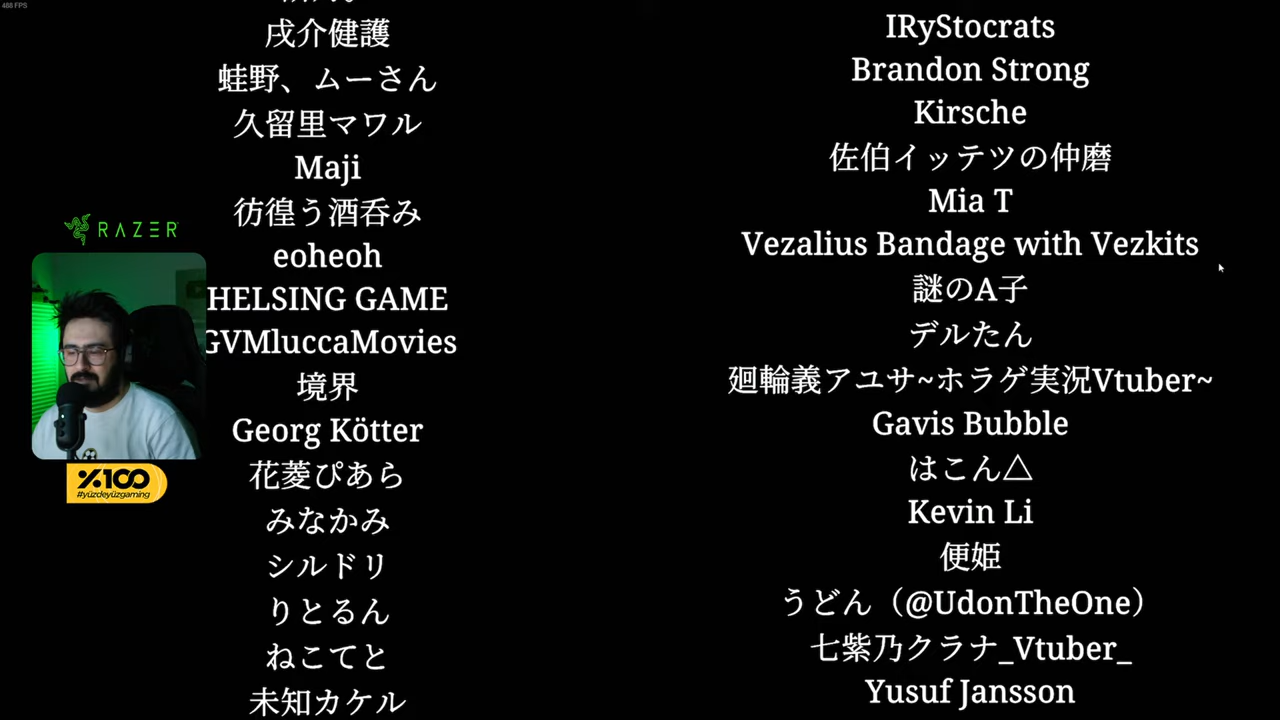 468 FPS
戌介健護
蛙野、ムーさん
久留里マワル
Maji
彷徨う酒呑み
eoheoh
HELSING GAME
GVMluccaMovies
境界
Georg Kötter
花菱ぴあら
みなかみ
シルドリ
りとるん
ねこてと
未知カケル
RAZER
%100
#yüzdeyüzgaming
IRyStocrats
Brandon Strong
Kirsche
佐伯イッテツの仲磨
Mia T
Vezalius Bandage with Vezkits
謎のA子
デルたん
廻輪義アユサ~ホラゲ実況Vtuber~
Gavis Bubble
はこん△
Kevin Li
便姫
うどん（@UdonTheOne）
七紫乃クラナ_Vtuber_
Yusuf Jansson